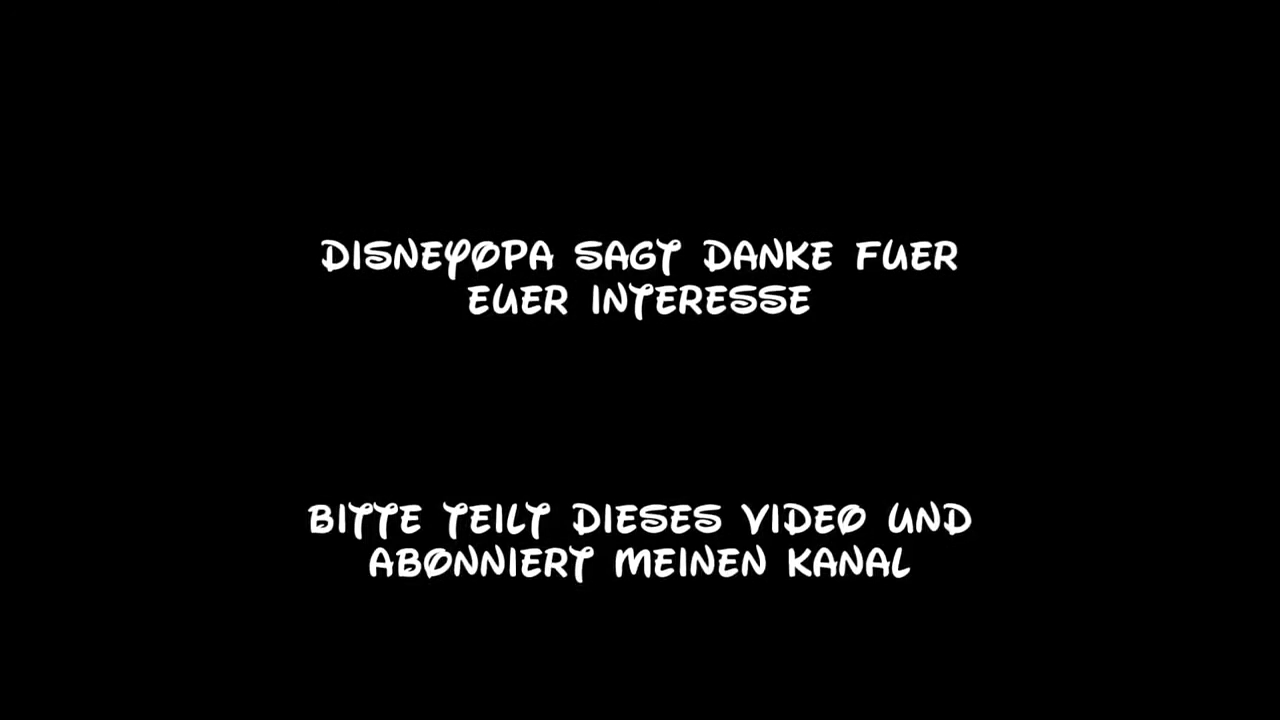 DISNEYOPA SAGT DANKE FUER
EUER INTERESSE
BITTE TEILT DIESES VIDEO UND
ABONNIERT MEINEN KANAL